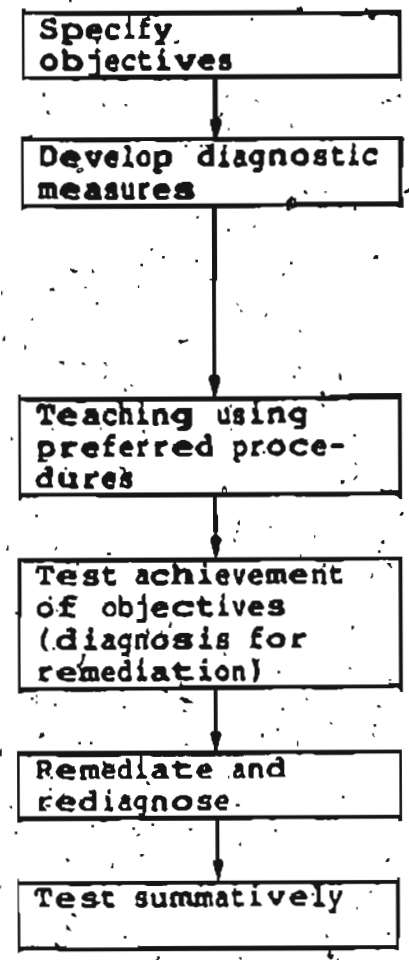 Specify
objectives
Develop diagnostic
measures
Teaching using
preferred proce-
dures
Test achievement
of objectives
(diagnosis for
remediation)
Remediate and
rediagnose.
Test summatively